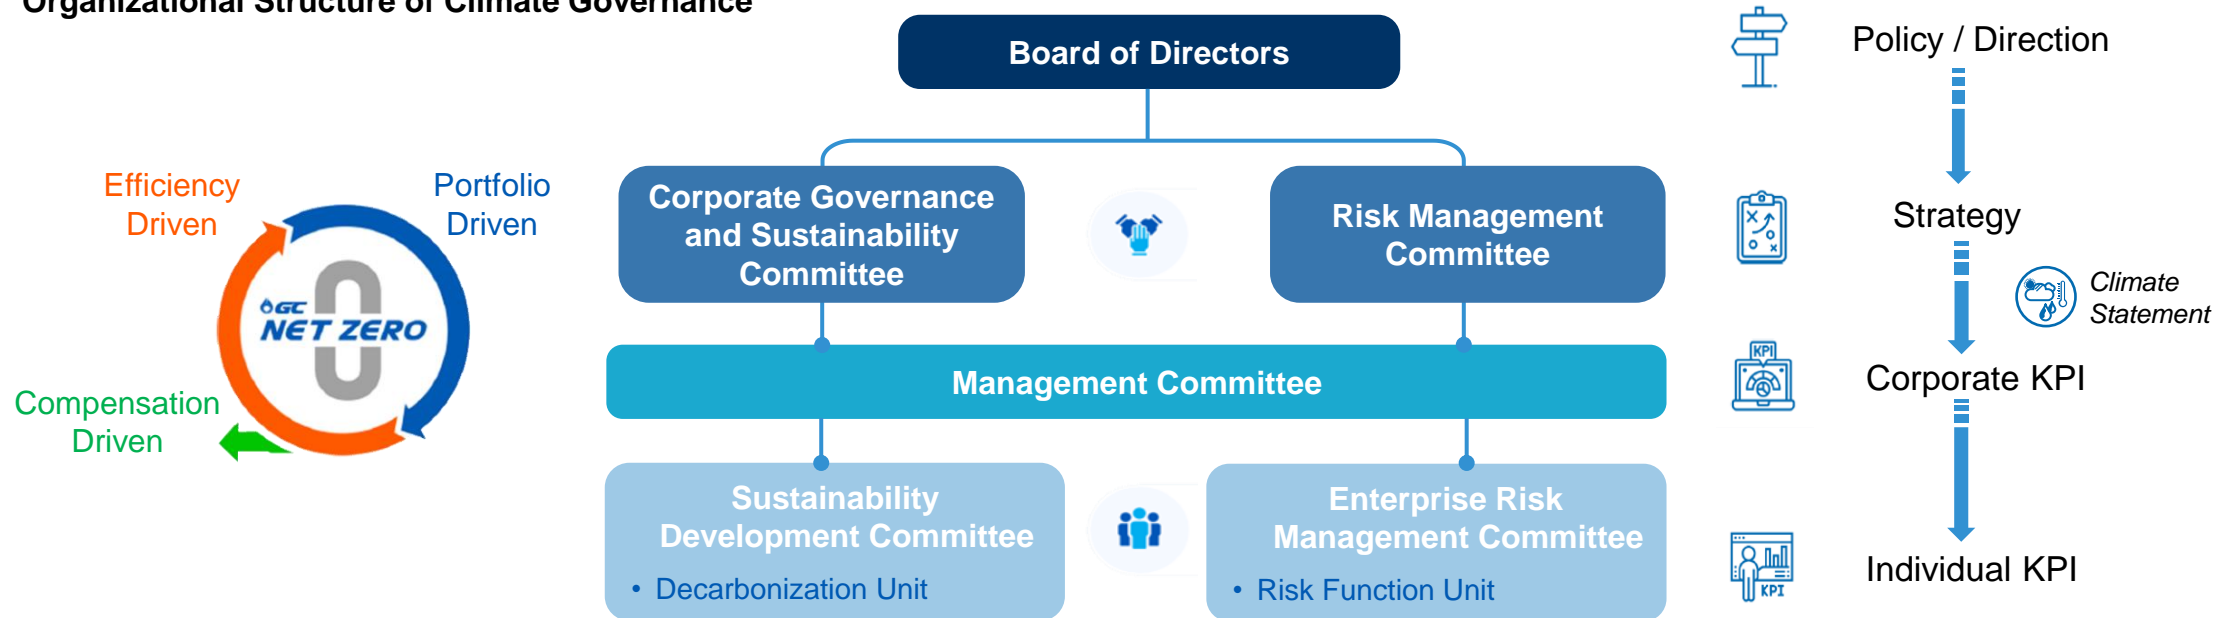 Organizational Structure of Climate Governance
Board of Directors
Policy / Direction
Efficiency
Driven
Portfolio
Driven
GC
NET ZERO
Compensation
Driven
Corporate Governance
and Sustainability
Committee
Risk Management
Committee
Strategy
Climate
Statement
Management Committee
KPI
Corporate KPI
Sustainability
Development Committee
• Decarbonization Unit
Enterprise Risk
Management Committee
• Risk Function Unit
KPI
Individual KPI